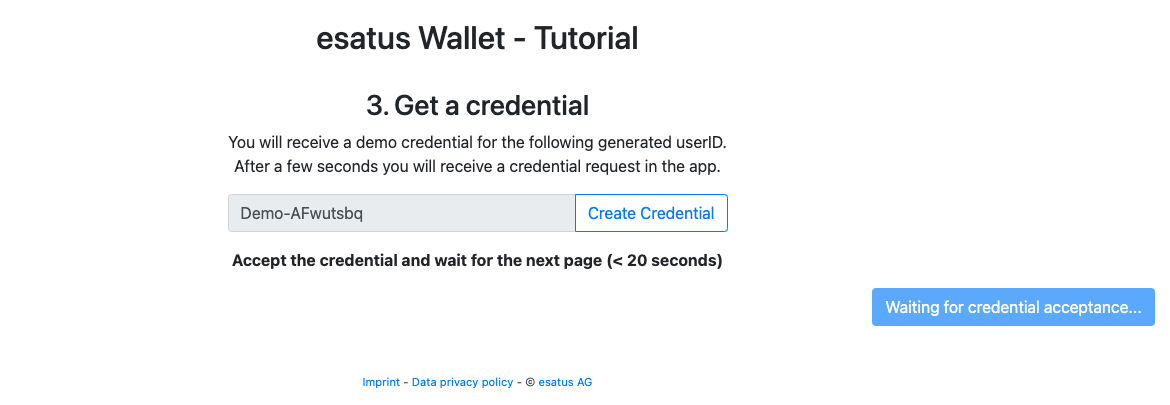 esatus Wallet - Tutorial
3. Get a credential
You will receive a demo credential for the following generated userID.
After a few seconds you will receive a credential request in the app.
Demo-AFwutsbq Create Credential
Accept the credential and wait for the next page (< 20 seconds)
Waiting for credential acceptance...
Imprint - Data privacy policy - © esatus AG